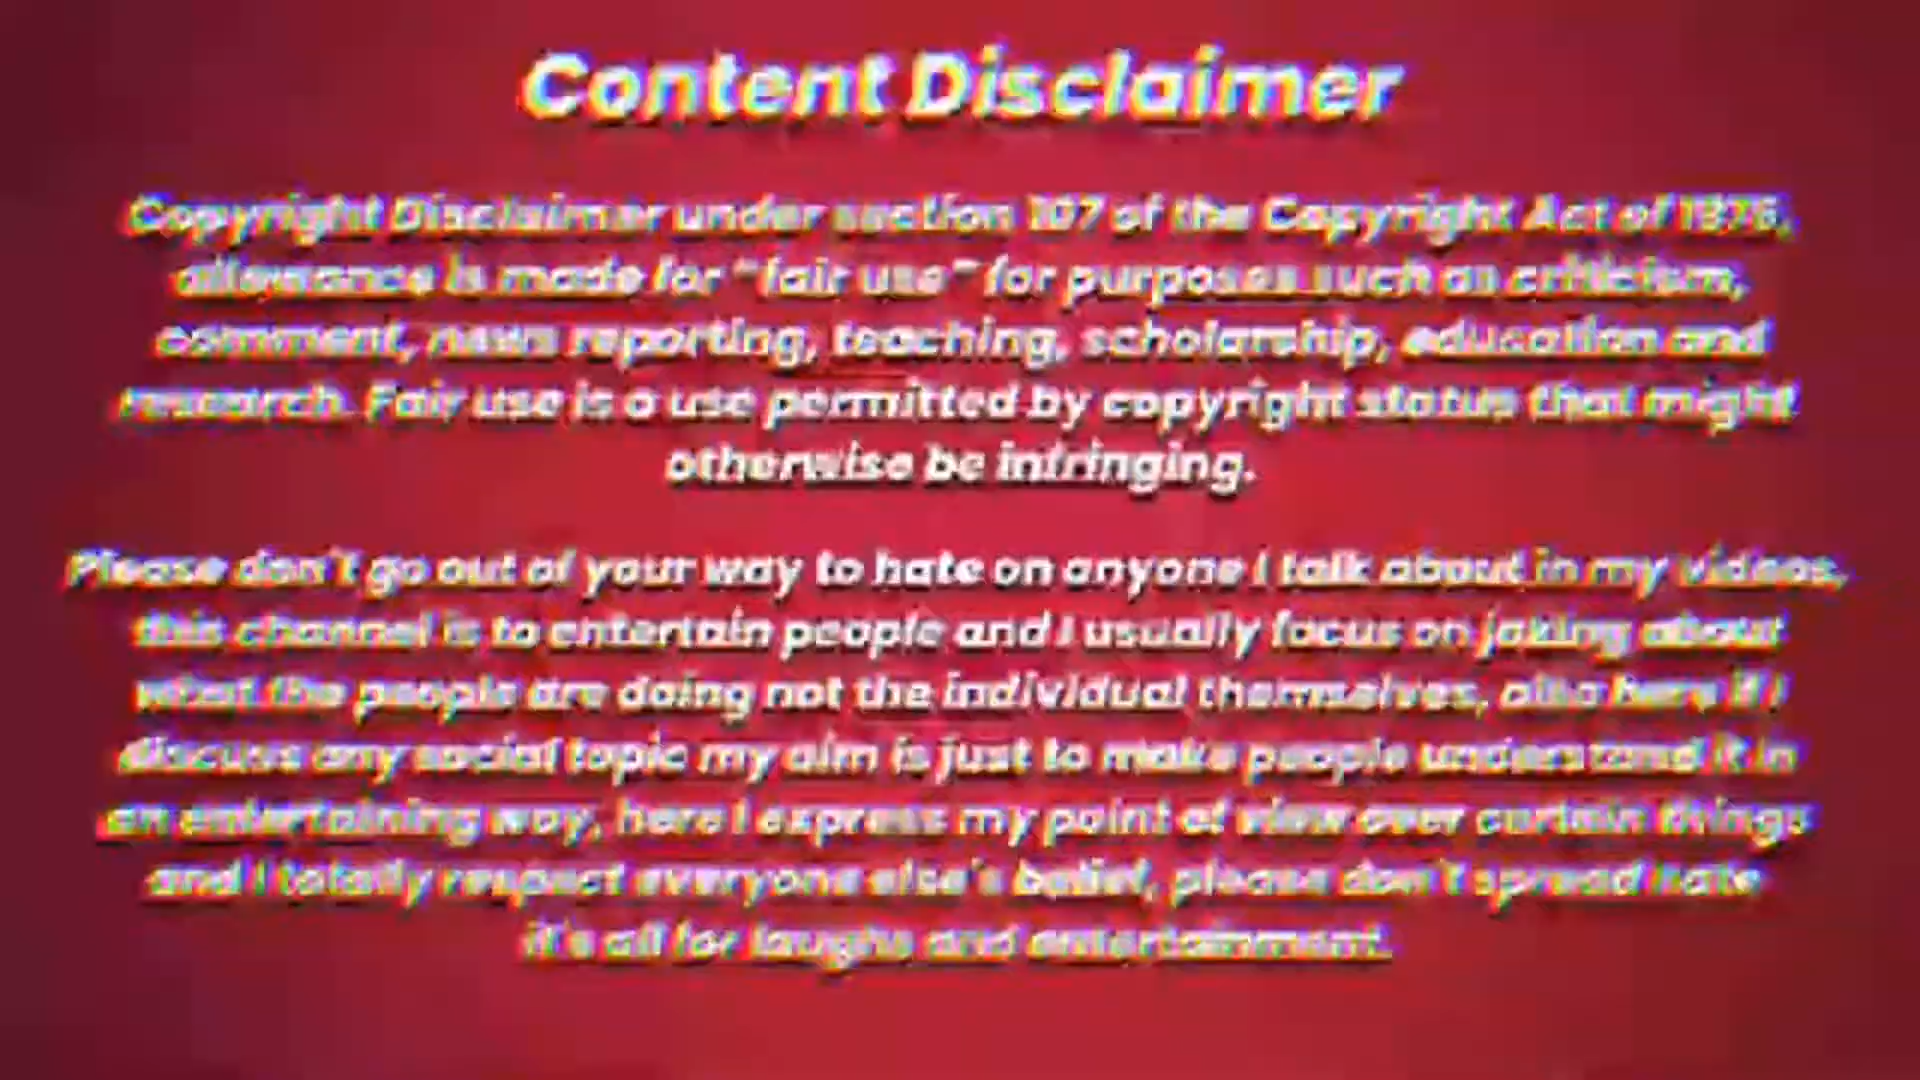 Content Disclaimer
Copyright Disclaimer under section 107 of the Copyright Act of 1976,
allowance is made for "fair use" for purposes such as criticism,
comment, news reporting, teaching, scholarship, education and
research. Fair use is a use permitted by copyright status that might
otherwise be infringing.
Please don't go out of your way to hate on anyone I talk about in my videos,
this channel is to entertain people and I usually focus on joking about
what the people are doing not the individual themselves, also here if I
discuss any social topic my aim is just to make people understand it in
an entertaining way, here I express my point of view over certain things
and I totally respect everyone else's belief, please don't spread hate
it's all for laughs and entertainment.